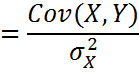 = Cov(X,Y) / σ_X^2